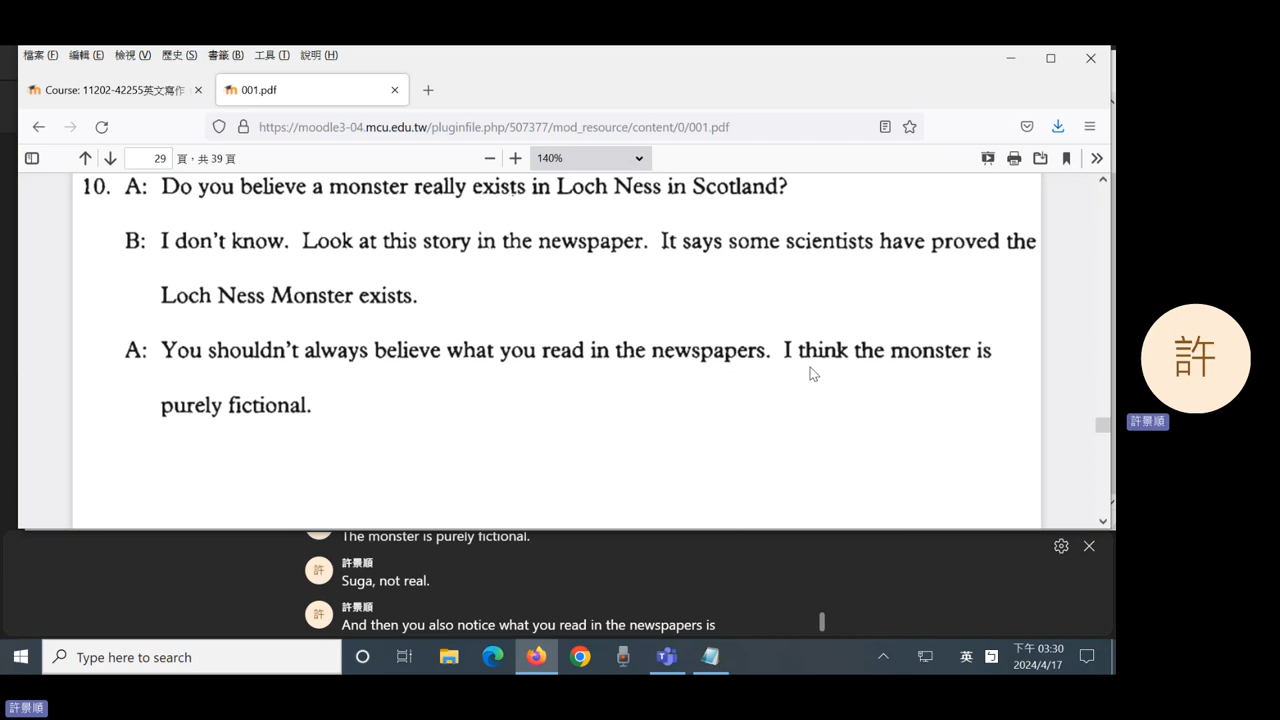 檔案 (F) 編輯 (E) 檢視 (V) 歷史 (S) 書籤 (B) 工具 (T) 說明 (H)
Course: 11202-42255英文寫作
001.pdf
https://moodle3-04.mcu.edu.tw/pluginfile.php/507377/mod_resource/content/0/001.pdf
29 頁，共 39 頁
140%
10. A: Do you believe a monster really exists in Loch Ness in Scotland?
B: I don't know. Look at this story in the newspaper. It says some scientists have proved the
Loch Ness Monster exists.
A: You shouldn't always believe what you read in the newspapers. I think the monster is
purely fictional.
許
許景順
The monster is purely fictional.
許 許景順
Suga, not real.
許 許景順
And then you also notice what you read in the newspapers is
Type here to search
英
下午 03:30
2024/4/17
許景順